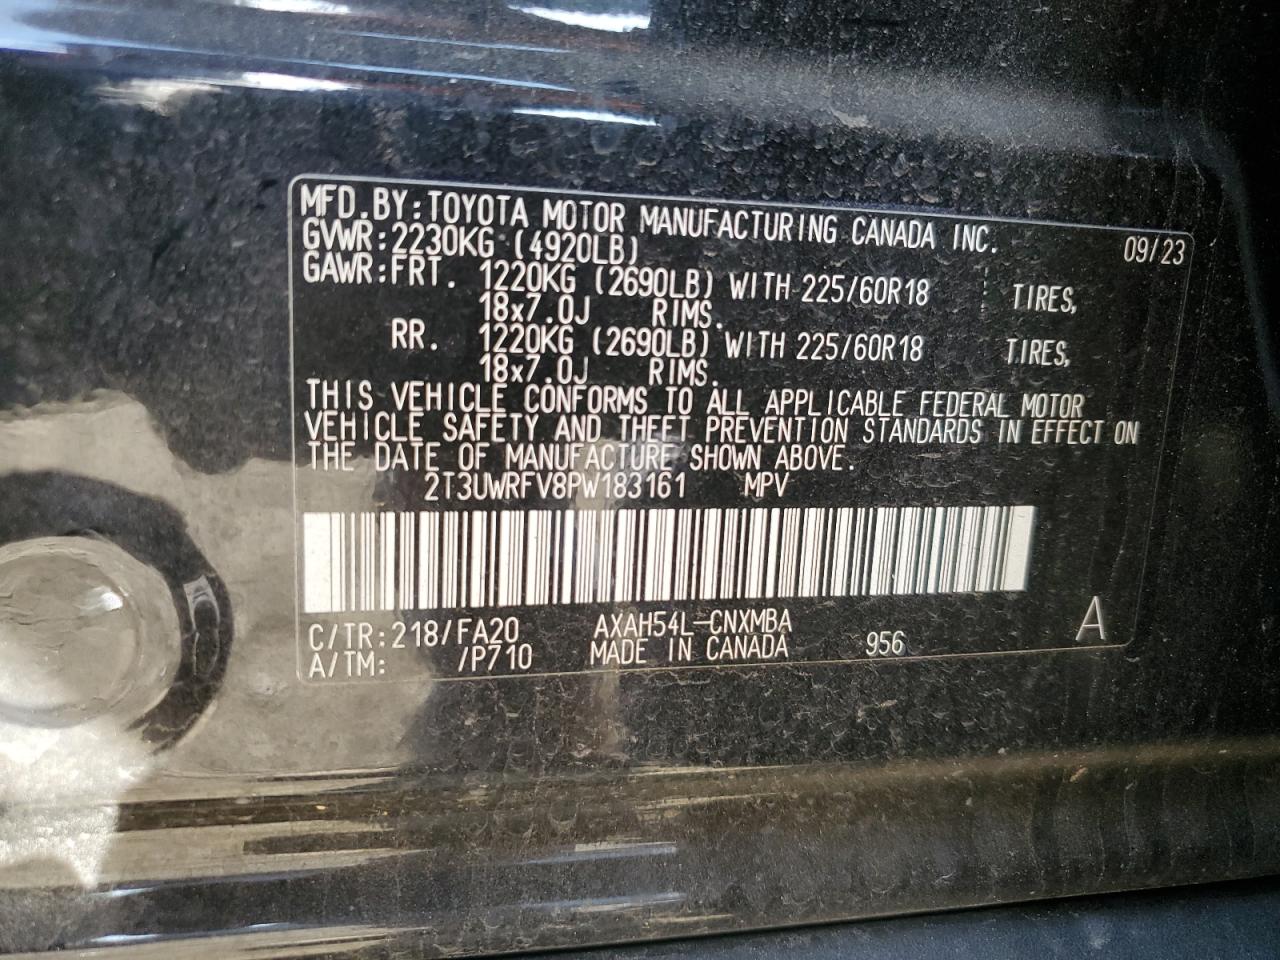 MFD.BY:TOYOTA MOTOR MANUFACTURING CANADA INC. 09/23
GVWR:2230KG (4920LB)
GAWR:FRT. 1220KG (2690LB) WITH 225/60R18 TIRES,
18x7.0J RIMS.
RR. 1220KG (2690LB) WITH 225/60R18 TIRES,
18x7.0J RIMS.
THIS VEHICLE CONFORMS TO ALL APPLICABLE FEDERAL MOTOR
VEHICLE SAFETY AND THEFT PREVENTION STANDARDS IN EFFECT ON
THE DATE OF MANUFACTURE SHOWN ABOVE.
2T3UWRFV8PW183161 MPV
C/TR:218/FA20 AXAH54L-CNXMBA A
A/TM: /P710 MADE IN CANADA 956